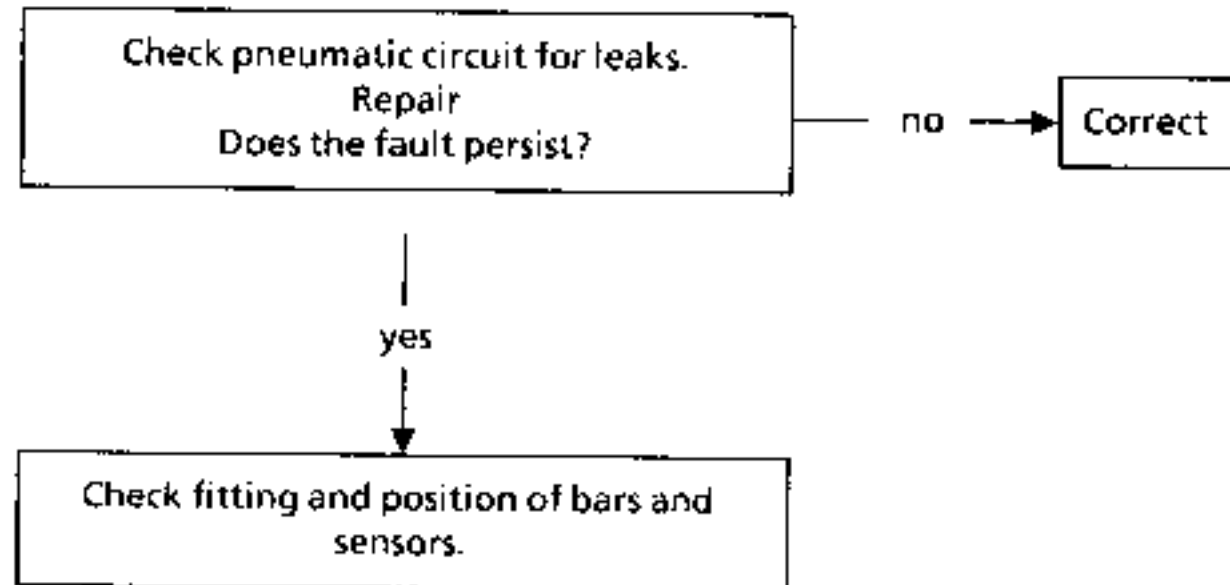 Check pneumatic circuit for leaks.
Repair
Does the fault persist?
no
Correct
yes
Check fitting and position of bars and
sensors.